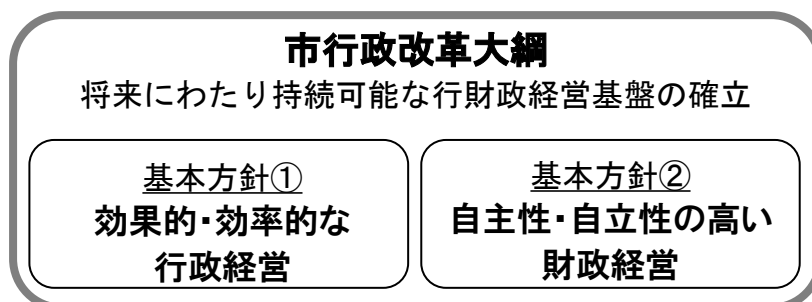 市行政改革大綱
将来にわたり持続可能な行財政経営基盤の確立
基本方針①
効果的・効率的な
行政経営
基本方針②
自主性・自立性の高い
財政経営